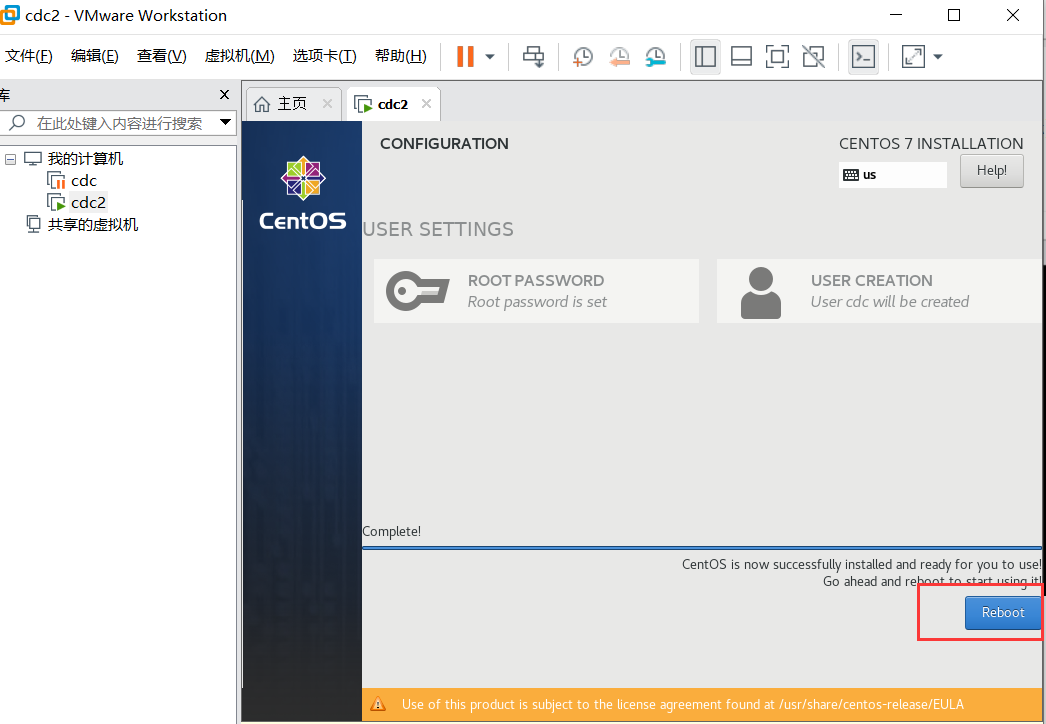 cdc2 - VMware Workstation
文件(F) 编辑(E) 查看(V) 虚拟机(M) 选项卡(T) 帮助(H)
库
在此处键入内容进行搜索
我的计算机
cdc
cdc2
共享的虚拟机
主页
cdc2
CentOS
CONFIGURATION
CENTOS 7 INSTALLATION
us
Help!
USER SETTINGS
ROOT PASSWORD
Root password is set
USER CREATION
User cdc will be created
Complete!
CentOS is now successfully installed and ready for you to use!
Go ahead and reboot to start using it!
Reboot
Use of this product is subject to the license agreement found at /usr/share/centos-release/EULA